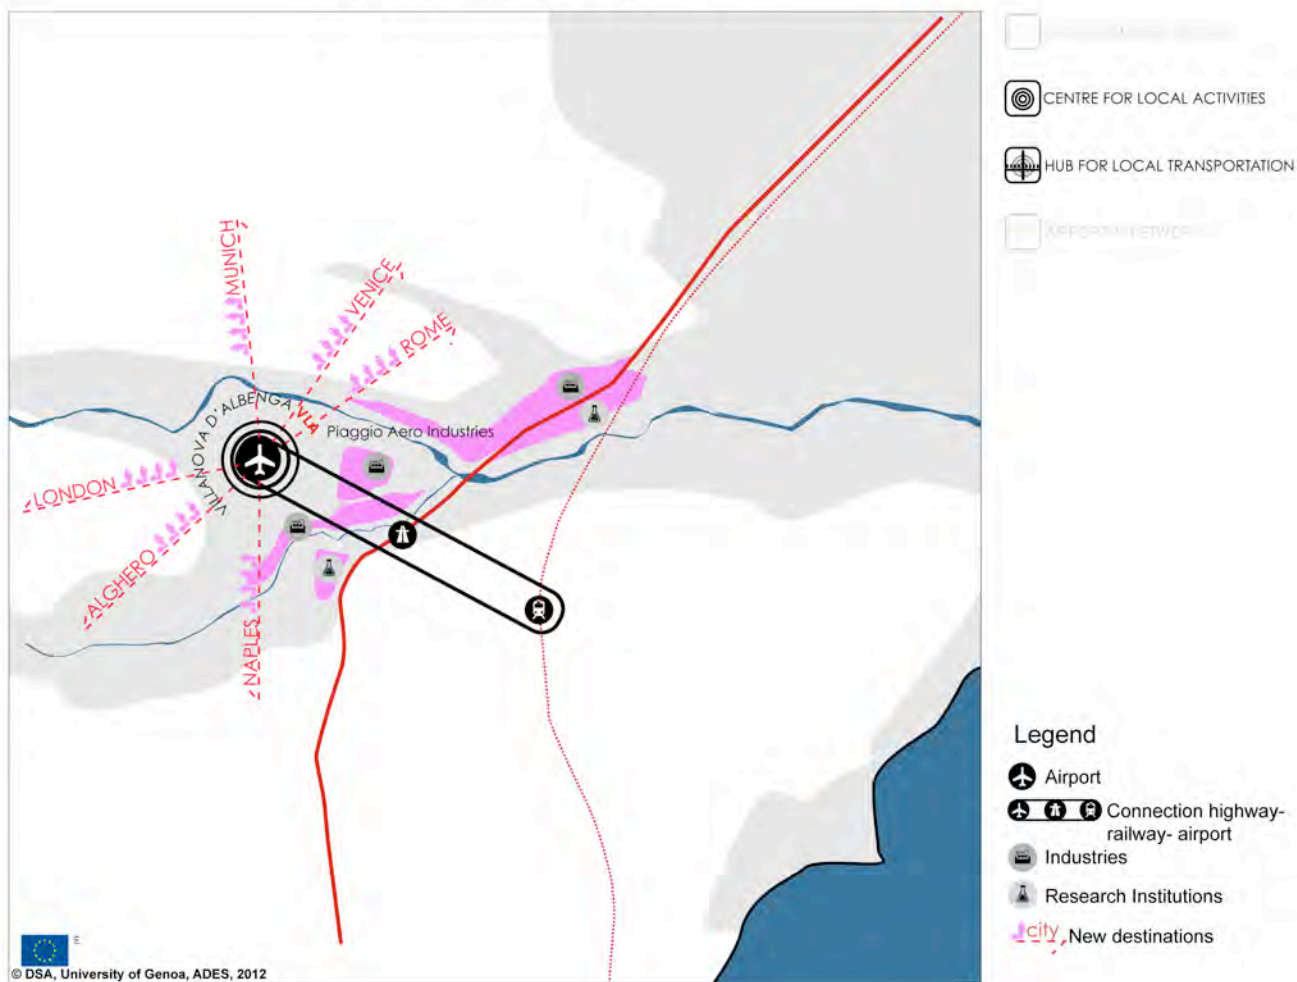 CENTRE FOR LOCAL ACTIVITIES
HUB FOR LOCAL TRANSPORTATION
MUNICH
VENICE
ROME
VILLANOVA D'ALBENGA VLA
Piaggio Aero Industries
LONDON
ALGHERO
NAPLES
Legend
Airport
Connection highway-
railway- airport
Industries
Research Institutions
city New destinations
© DSA, University of Genoa, ADES, 2012